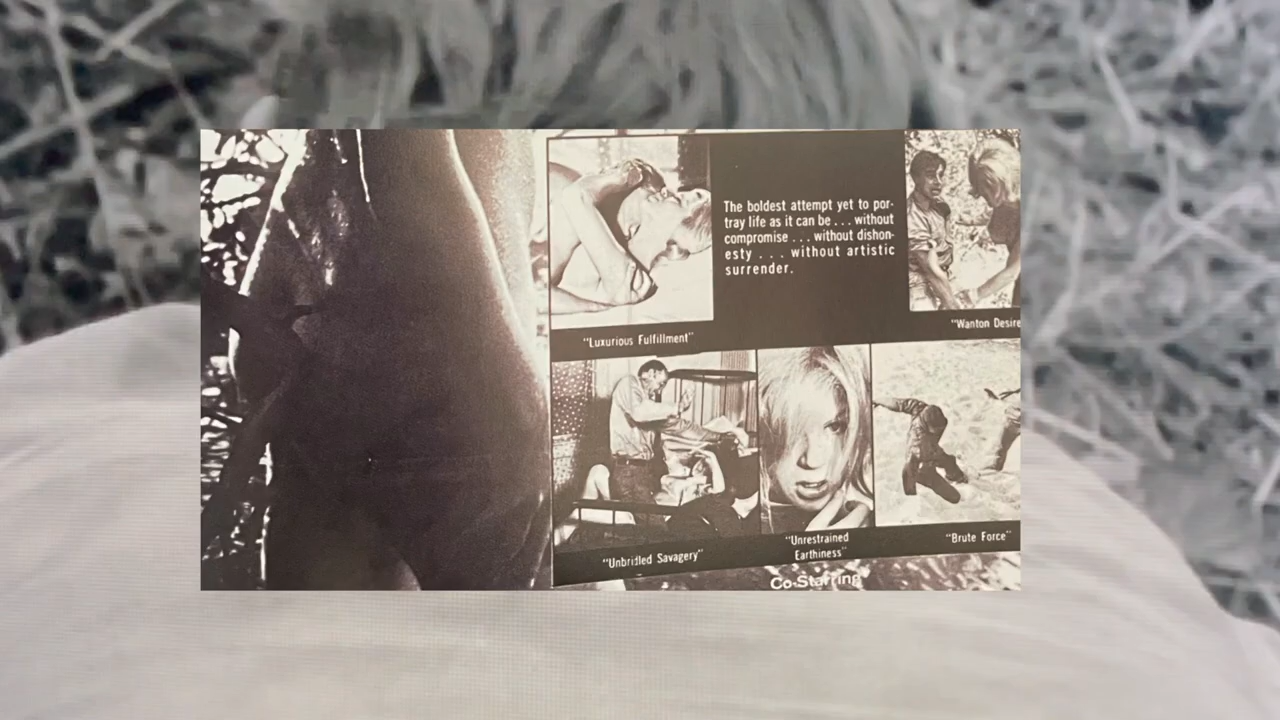 The boldest attempt yet to por-
tray life as it can be . . . without
compromise . . . without dishon-
esty . . . without artistic
surrender.
"Luxurious Fulfillment"
"Wanton Desire
"Unbridled Savagery"
"Unrestrained
Earthiness"
"Brute Force"
Co-Starring